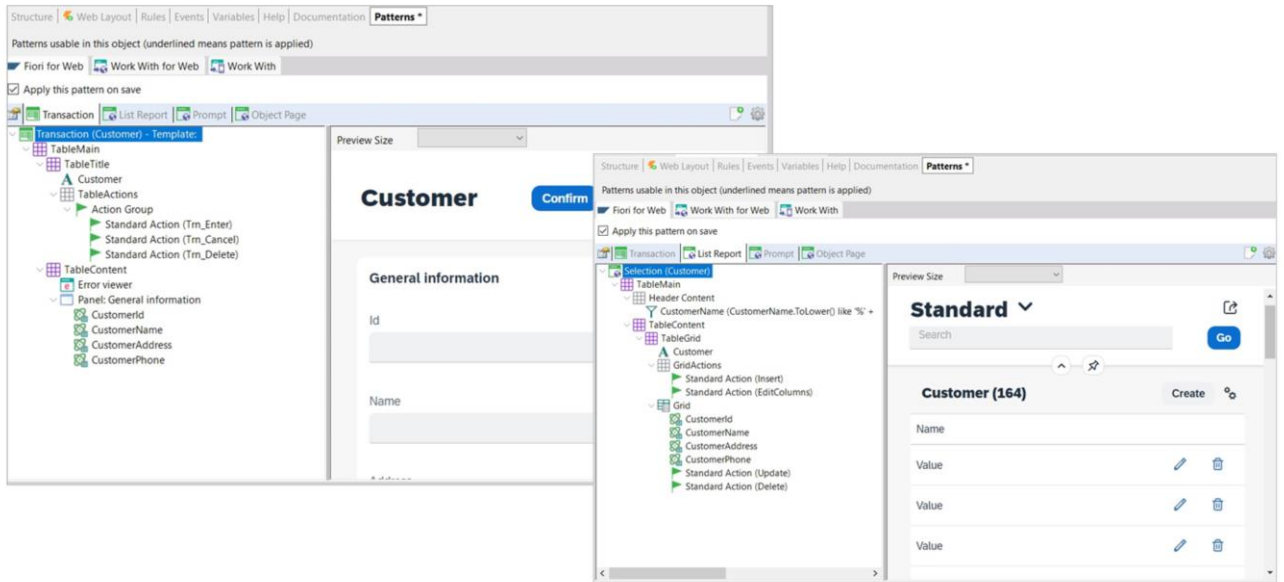 Structure Web Layout Rules Events Variables Help Documentation Patterns *
Patterns usable in this object (underlined means pattern is applied)
Fiori for Web Work With for Web Work With
Apply this pattern on save
Transaction List Report Prompt Object Page
Transaction (Customer) - Template:
TableMain
TableTitle
Customer
TableActions
Action Group
Standard Action (Trn_Enter)
Standard Action (Trn_Cancel)
Standard Action (Trn_Delete)
TableContent
Error viewer
Panel: General information
CustomerId
CustomerName
CustomerAddress
CustomerPhone
Preview Size
Customer Confirm
General information
Id
Name
Structure Web Layout Rules Events Variables Help Documentation Patterns *
Patterns usable in this object (underlined means pattern is applied)
Fiori for Web Work With for Web Work With
Apply this pattern on save
Transaction List Report Prompt Object Page
Selection (Customer)
TableMain
Header Content
CustomerName (CustomerName.ToLower() like '%' +
TableContent
TableGrid
Customer
GridActions
Standard Action (Insert)
Standard Action (EditColumns)
Grid
CustomerId
CustomerName
CustomerAddress
CustomerPhone
Standard Action (Update)
Standard Action (Delete)
Preview Size
Standard
Search
Go
Customer (164) Create
Name
Value
Value
Value